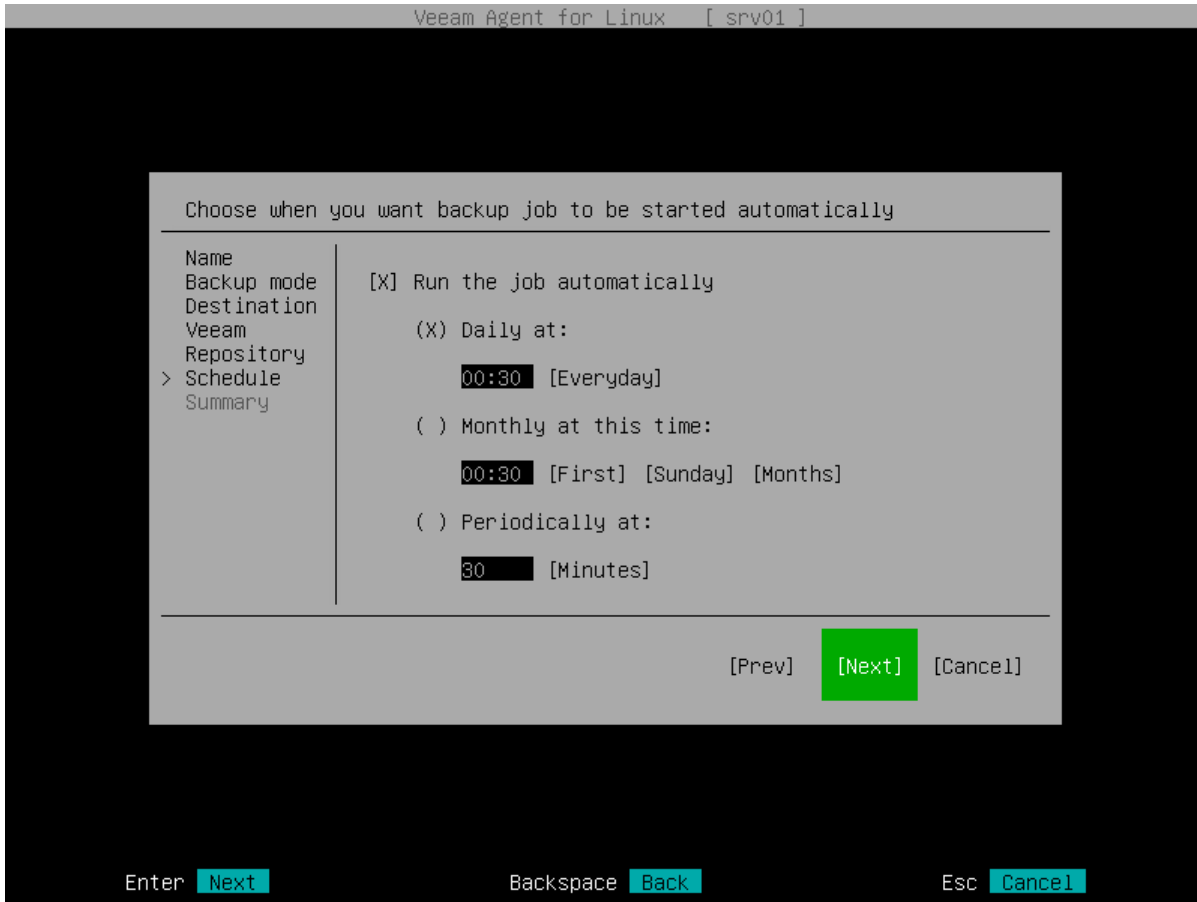 Veeam Agent for Linux [ srv01 ]
Choose when you want backup job to be started automatically
Name
Backup mode
Destination
Veeam
Repository
> Schedule
Summary
[X] Run the job automatically
(X) Daily at:
00:30 [Everyday]
( ) Monthly at this time:
00:30 [First] [Sunday] [Months]
( ) Periodically at:
30 [Minutes]
[Prev] [Next] [Cancel]
Enter Next Backspace Back Esc Cancel